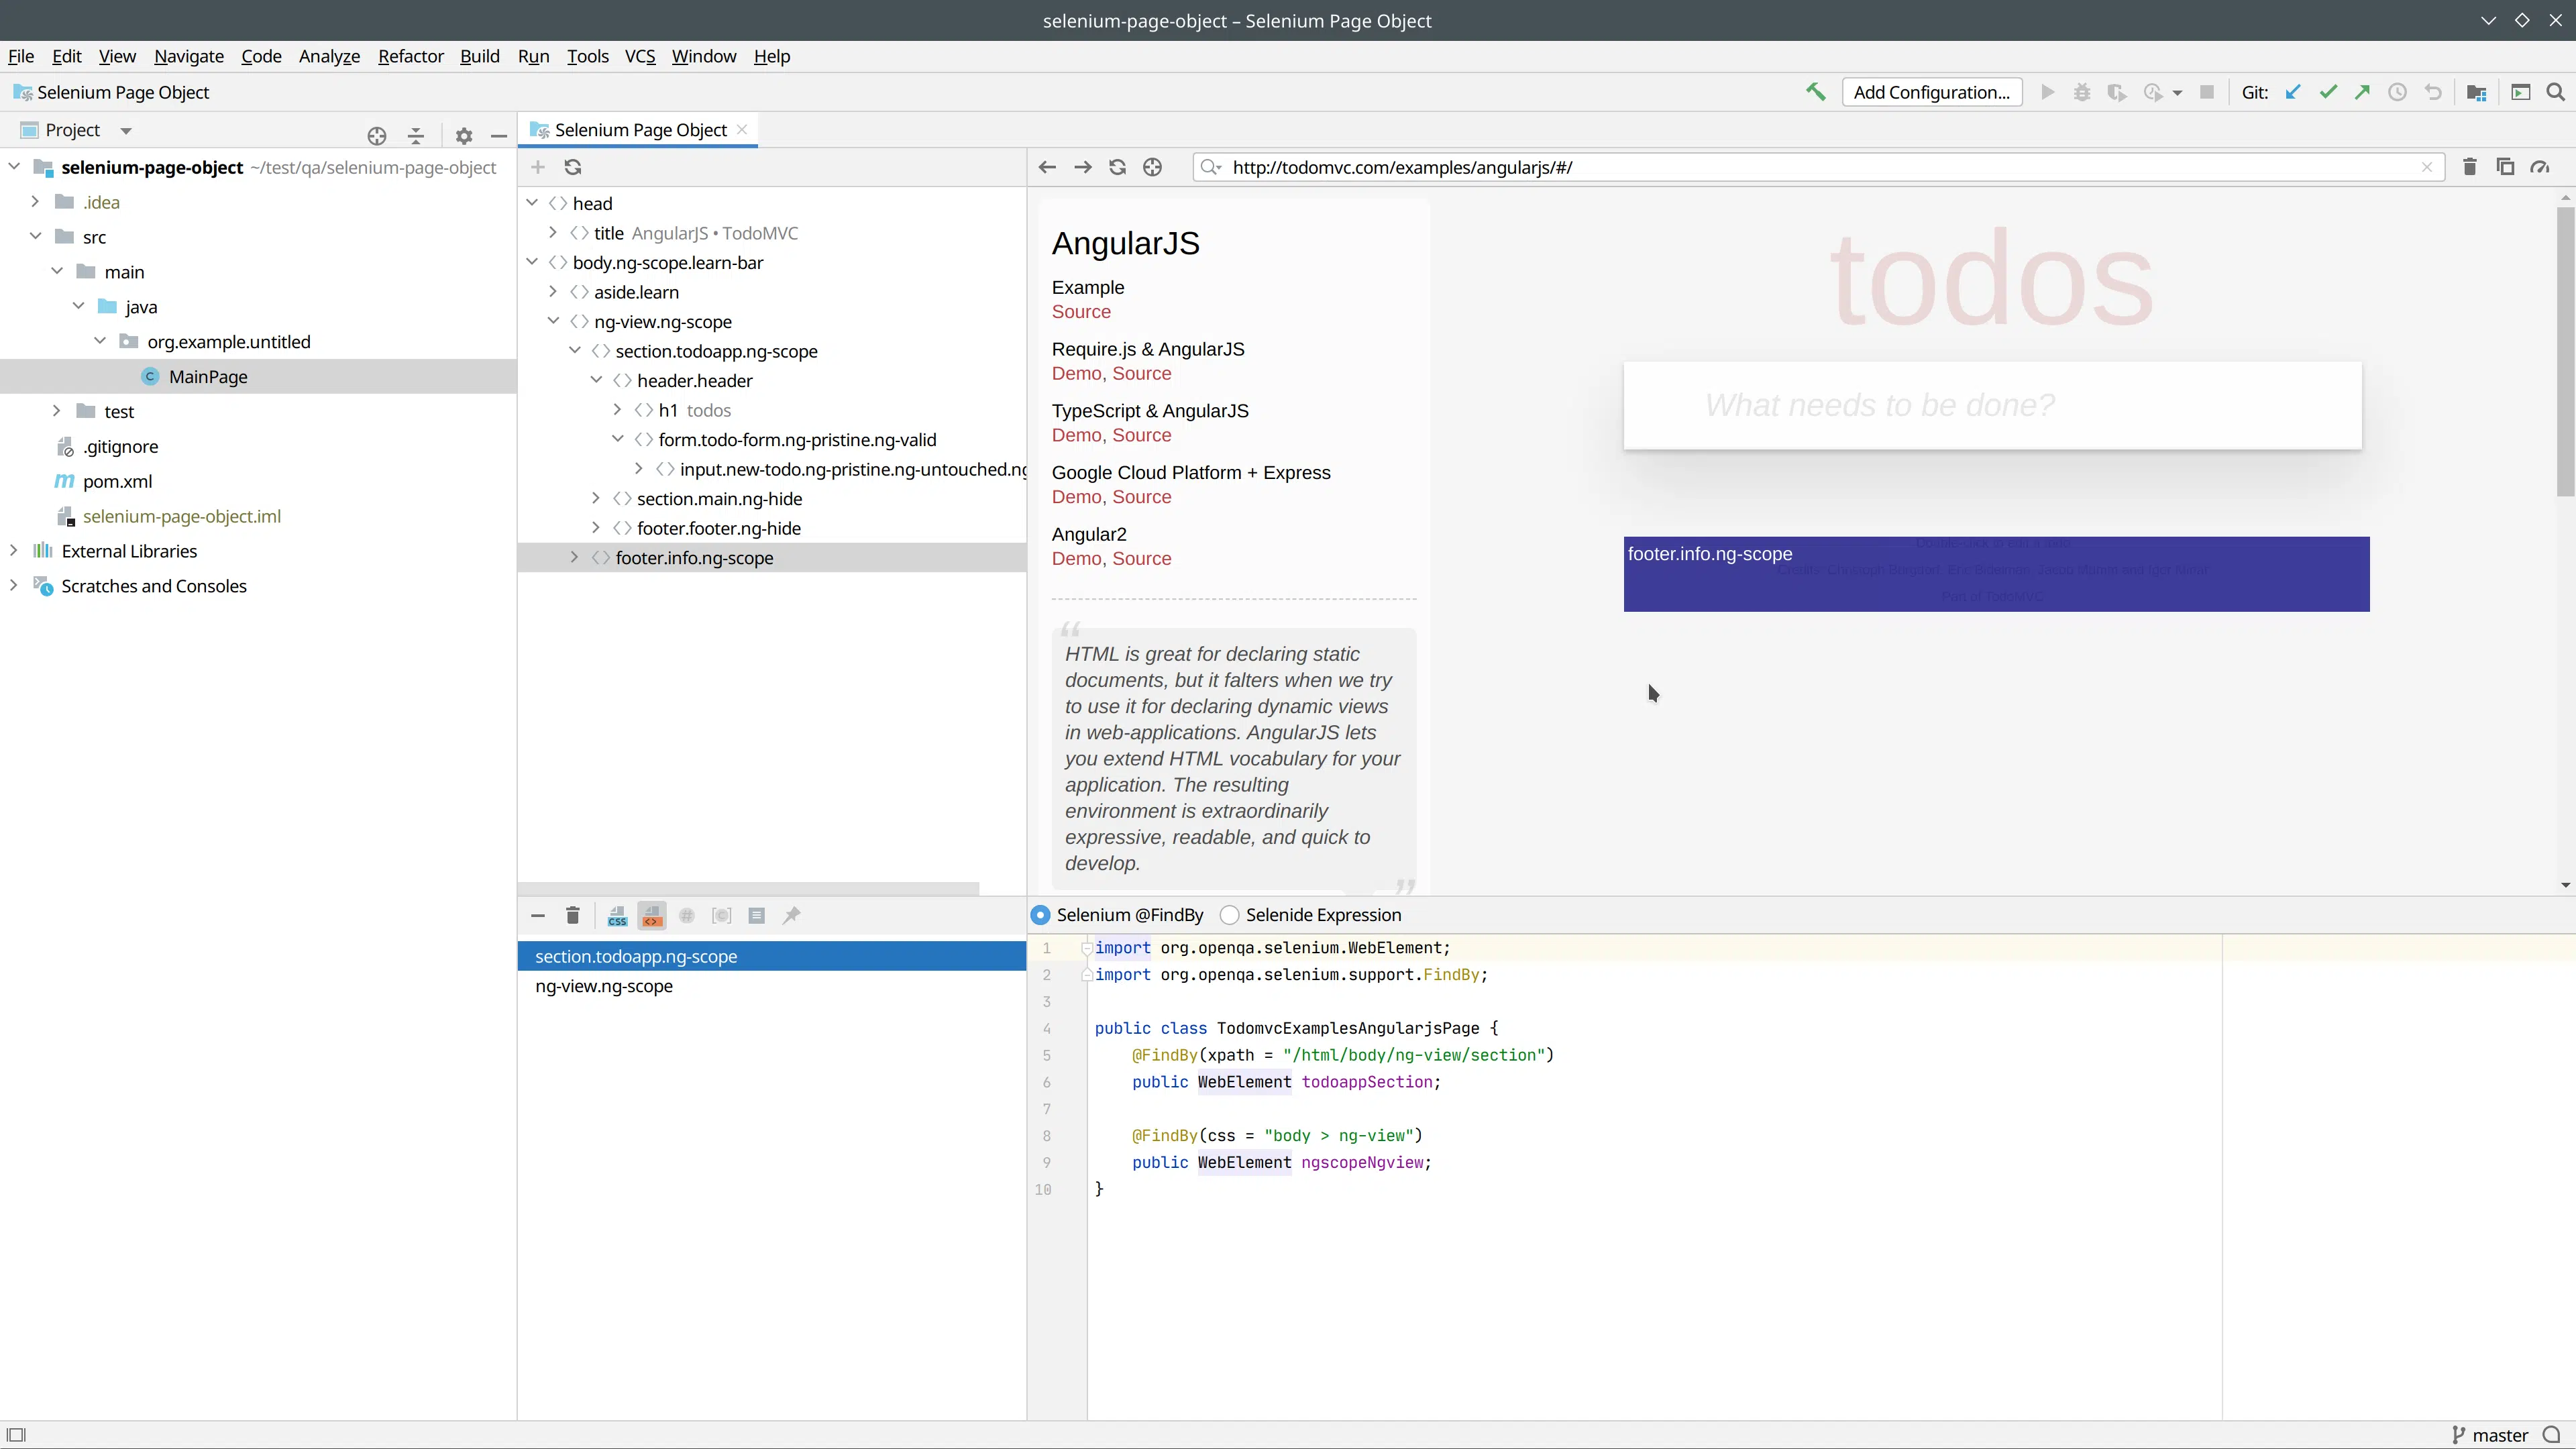 selenium-page-object – Selenium Page Object
File Edit View Navigate Code Analyze Refactor Build Run Tools VCS Window Help
Selenium Page Object
Add Configuration...
Git:
Project
selenium-page-object ~/test/qa/selenium-page-object
.idea
src
main
java
org.example.untitled
MainPage
test
.gitignore
pom.xml
selenium-page-object.iml
External Libraries
Scratches and Consoles
Selenium Page Object
head
title AngularJS • TodoMVC
body.ng-scope.learn-bar
aside.learn
ng-view.ng-scope
section.todoapp.ng-scope
header.header
h1 todos
form.todo-form.ng-pristine.ng-valid
input.new-todo.ng-pristine.ng-untouched.ng
section.main.ng-hide
footer.footer.ng-hide
footer.info.ng-scope
http://todomvc.com/examples/angularjs/#/
AngularJS
Example
Source
Require.js & AngularJS
Demo, Source
TypeScript & AngularJS
Demo, Source
Google Cloud Platform + Express
Demo, Source
Angular2
Demo, Source
“
HTML is great for declaring static
documents, but it falters when we try
to use it for declaring dynamic views
in web-applications. AngularJS lets
you extend HTML vocabulary for your
application. The resulting
environment is extraordinarily
expressive, readable, and quick to
develop.
”
todos
What needs to be done?
footer.info.ng-scope
Part of TodoMVC
CSS
section.todoapp.ng-scope
ng-view.ng-scope
Selenium @FindBy Selenide Expression
1 import org.openqa.selenium.WebElement;
2 import org.openqa.selenium.support.FindBy;
3
4 public class TodomvcExamplesAngularjsPage {
5 @FindBy(xpath = "/html/body/ng-view/section")
6 public WebElement todoappSection;
7
8 @FindBy(css = "body > ng-view")
9 public WebElement ngscopeNgview;
10 }
master